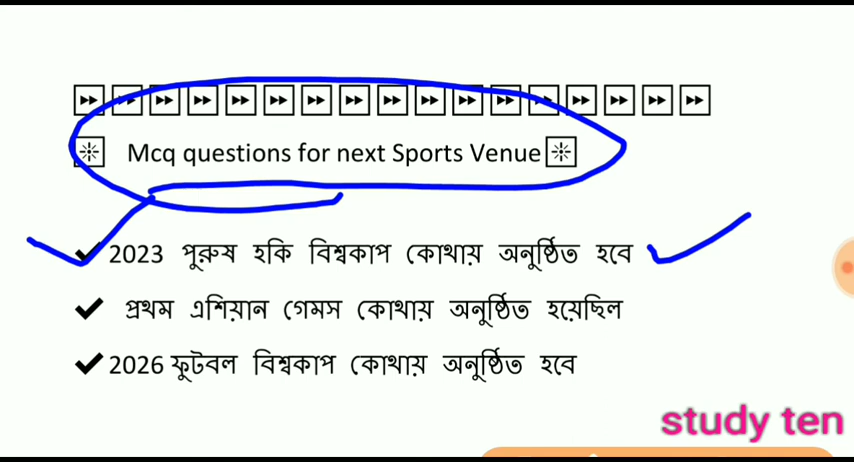 Mcq questions for next Sports Venue
2023 পুরুষ হকি বিশ্বকাপ কোথায় অনুষ্ঠিত হবে
প্রথম এশিয়ান গেমস কোথায় অনুষ্ঠিত হয়েছিল
2026 ফুটবল বিশ্বকাপ কোথায় অনুষ্ঠিত হবে
study ten